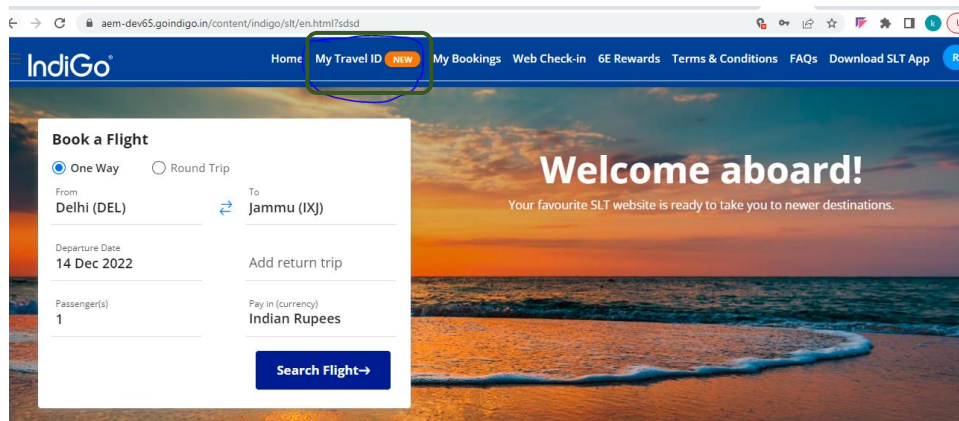 aem-dev65.goindigo.in/content/indigo/slt/en.html?sdsd
k
IndiGo
Home My Travel ID NEW My Bookings Web Check-in 6E Rewards Terms & Conditions FAQs Download SLT App R
Book a Flight
One Way Round Trip
From To
Delhi (DEL) Jammu (IXJ)
Departure Date
14 Dec 2022 Add return trip
Passenger(s) Pay in (currency)
1 Indian Rupees
Search Flight→
Welcome aboard!
Your favourite SLT website is ready to take you to newer destinations.